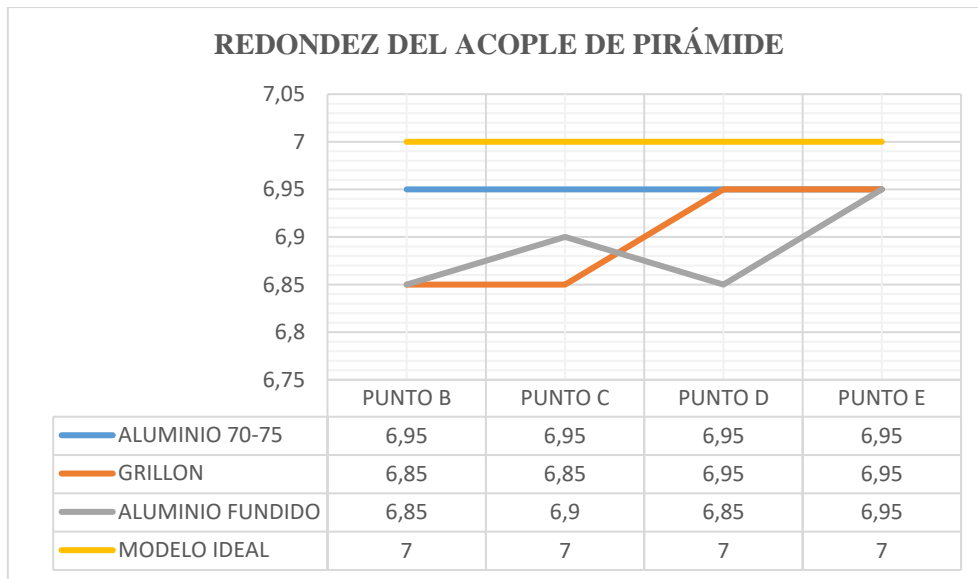 REDONDEZ DEL ACOPLE DE PIRÁMIDE
7,05
7
6,95
6,9
6,85
6,8
6,75
PUNTO B PUNTO C PUNTO D PUNTO E
ALUMINIO 70-75 6,95 6,95 6,95 6,95
GRILLON 6,85 6,85 6,95 6,95
ALUMINIO FUNDIDO 6,85 6,9 6,85 6,95
MODELO IDEAL 7 7 7 7